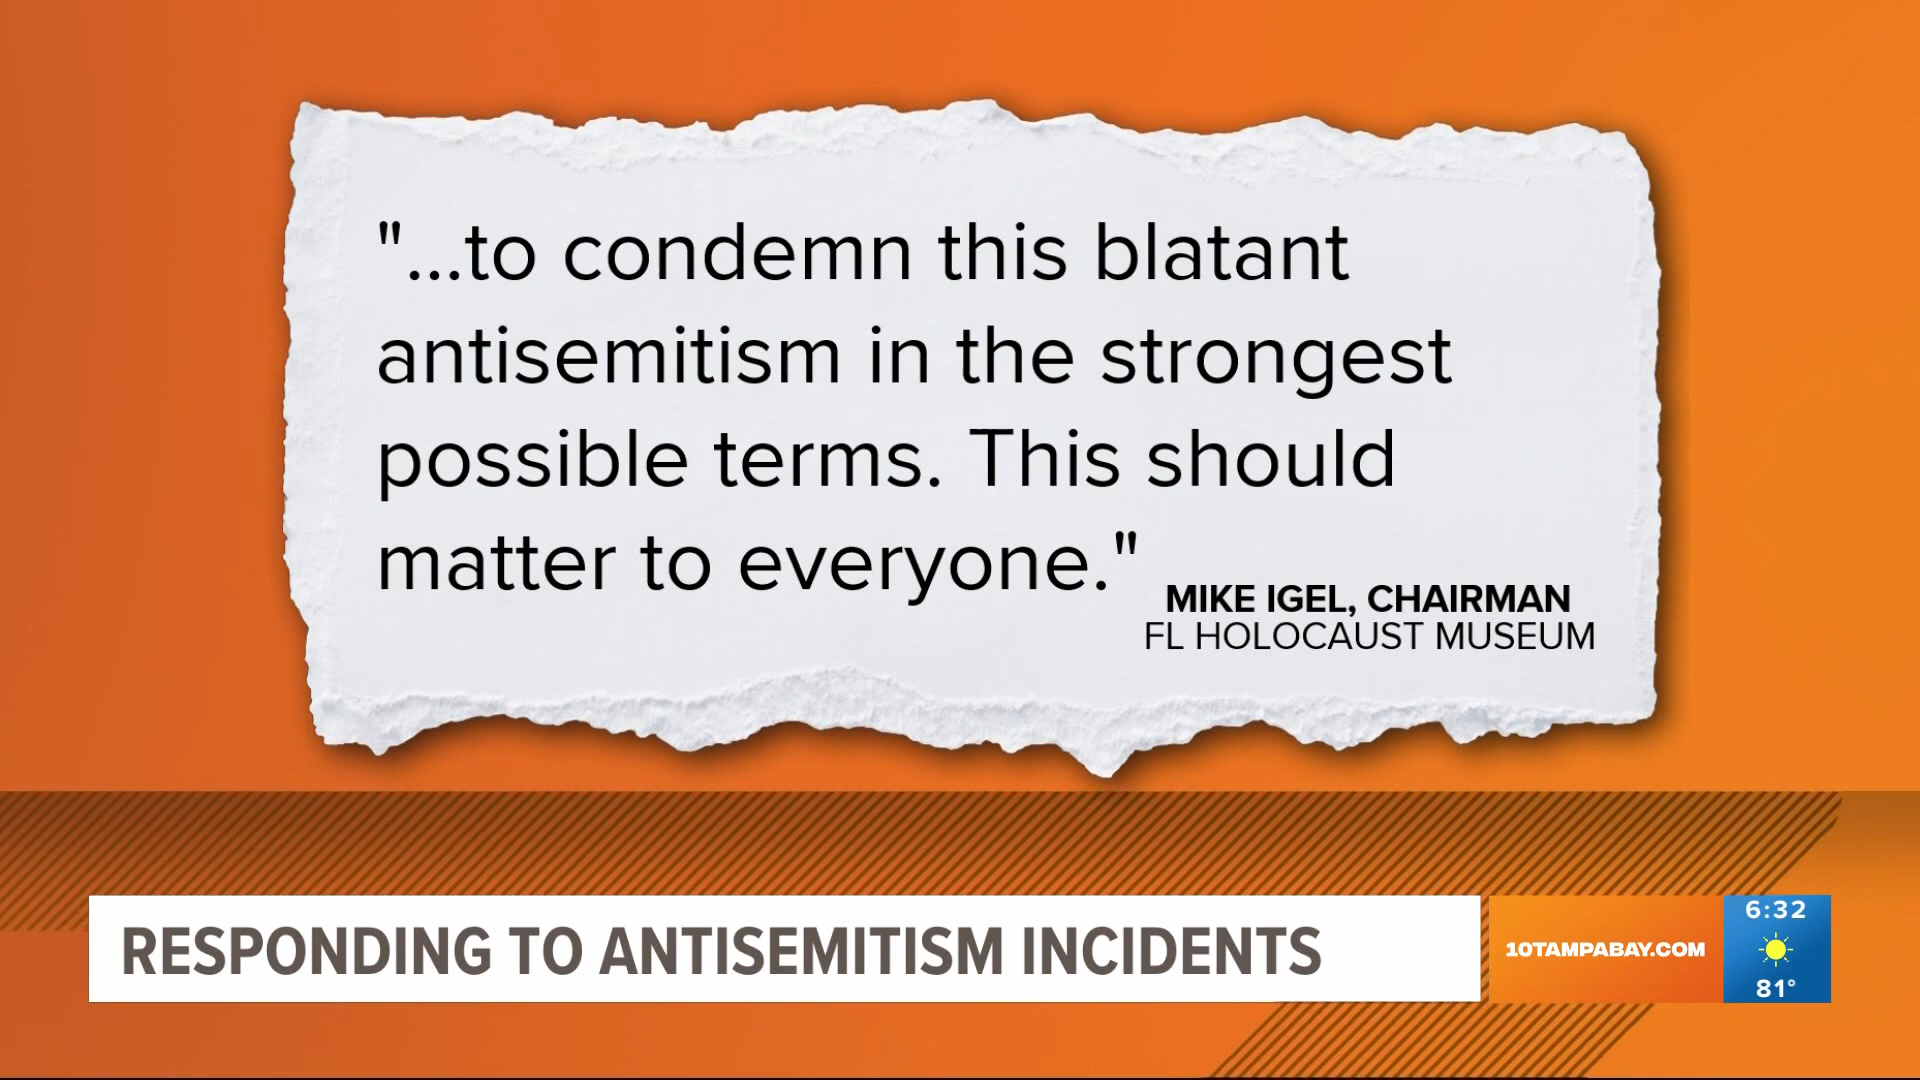 "...to condemn this blatant
antisemitism in the strongest
possible terms. This should
matter to everyone."
MIKE IGEL, CHAIRMAN
FL HOLOCAUST MUSEUM
RESPONDING TO ANTISEMITISM INCIDENTS
10TAMPABAY.COM
6:32
81°